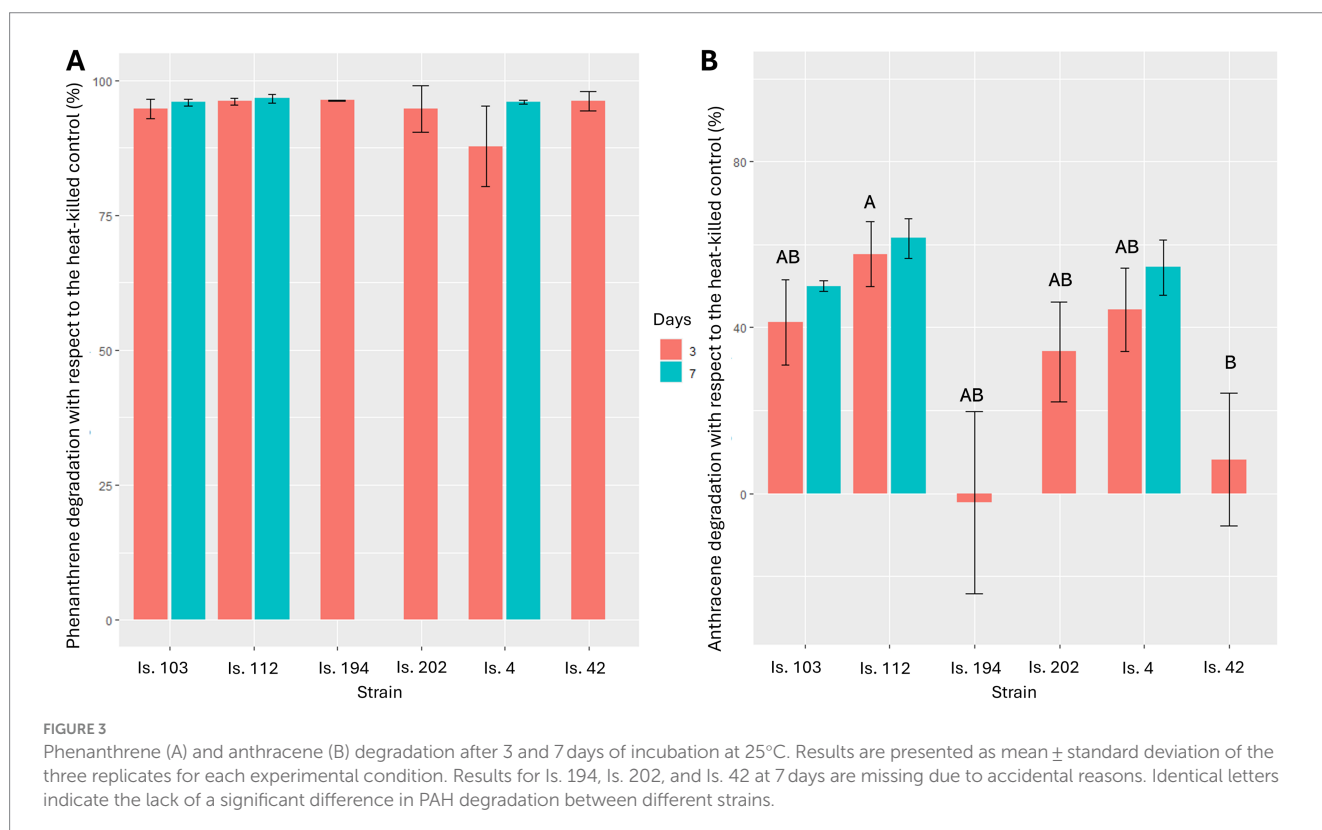 A
Phenanthrene degradation with respect to the heat-killed control (%)
100
75
50
25
0
Is. 103 Is. 112 Is. 194 Is. 202 Is. 4 Is. 42
Strain
Days
3
7
B
Anthracene degradation with respect to the heat-killed control (%)
80
40
0
AB
A
AB
AB
AB
B
Is. 103 Is. 112 Is. 194 Is. 202 Is. 4 Is. 42
Strain
FIGURE 3
Phenanthrene (A) and anthracene (B) degradation after 3 and 7 days of incubation at 25°C. Results are presented as mean ± standard deviation of the
three replicates for each experimental condition. Results for Is. 194, Is. 202, and Is. 42 at 7 days are missing due to accidental reasons. Identical letters
indicate the lack of a significant difference in PAH degradation between different strains.